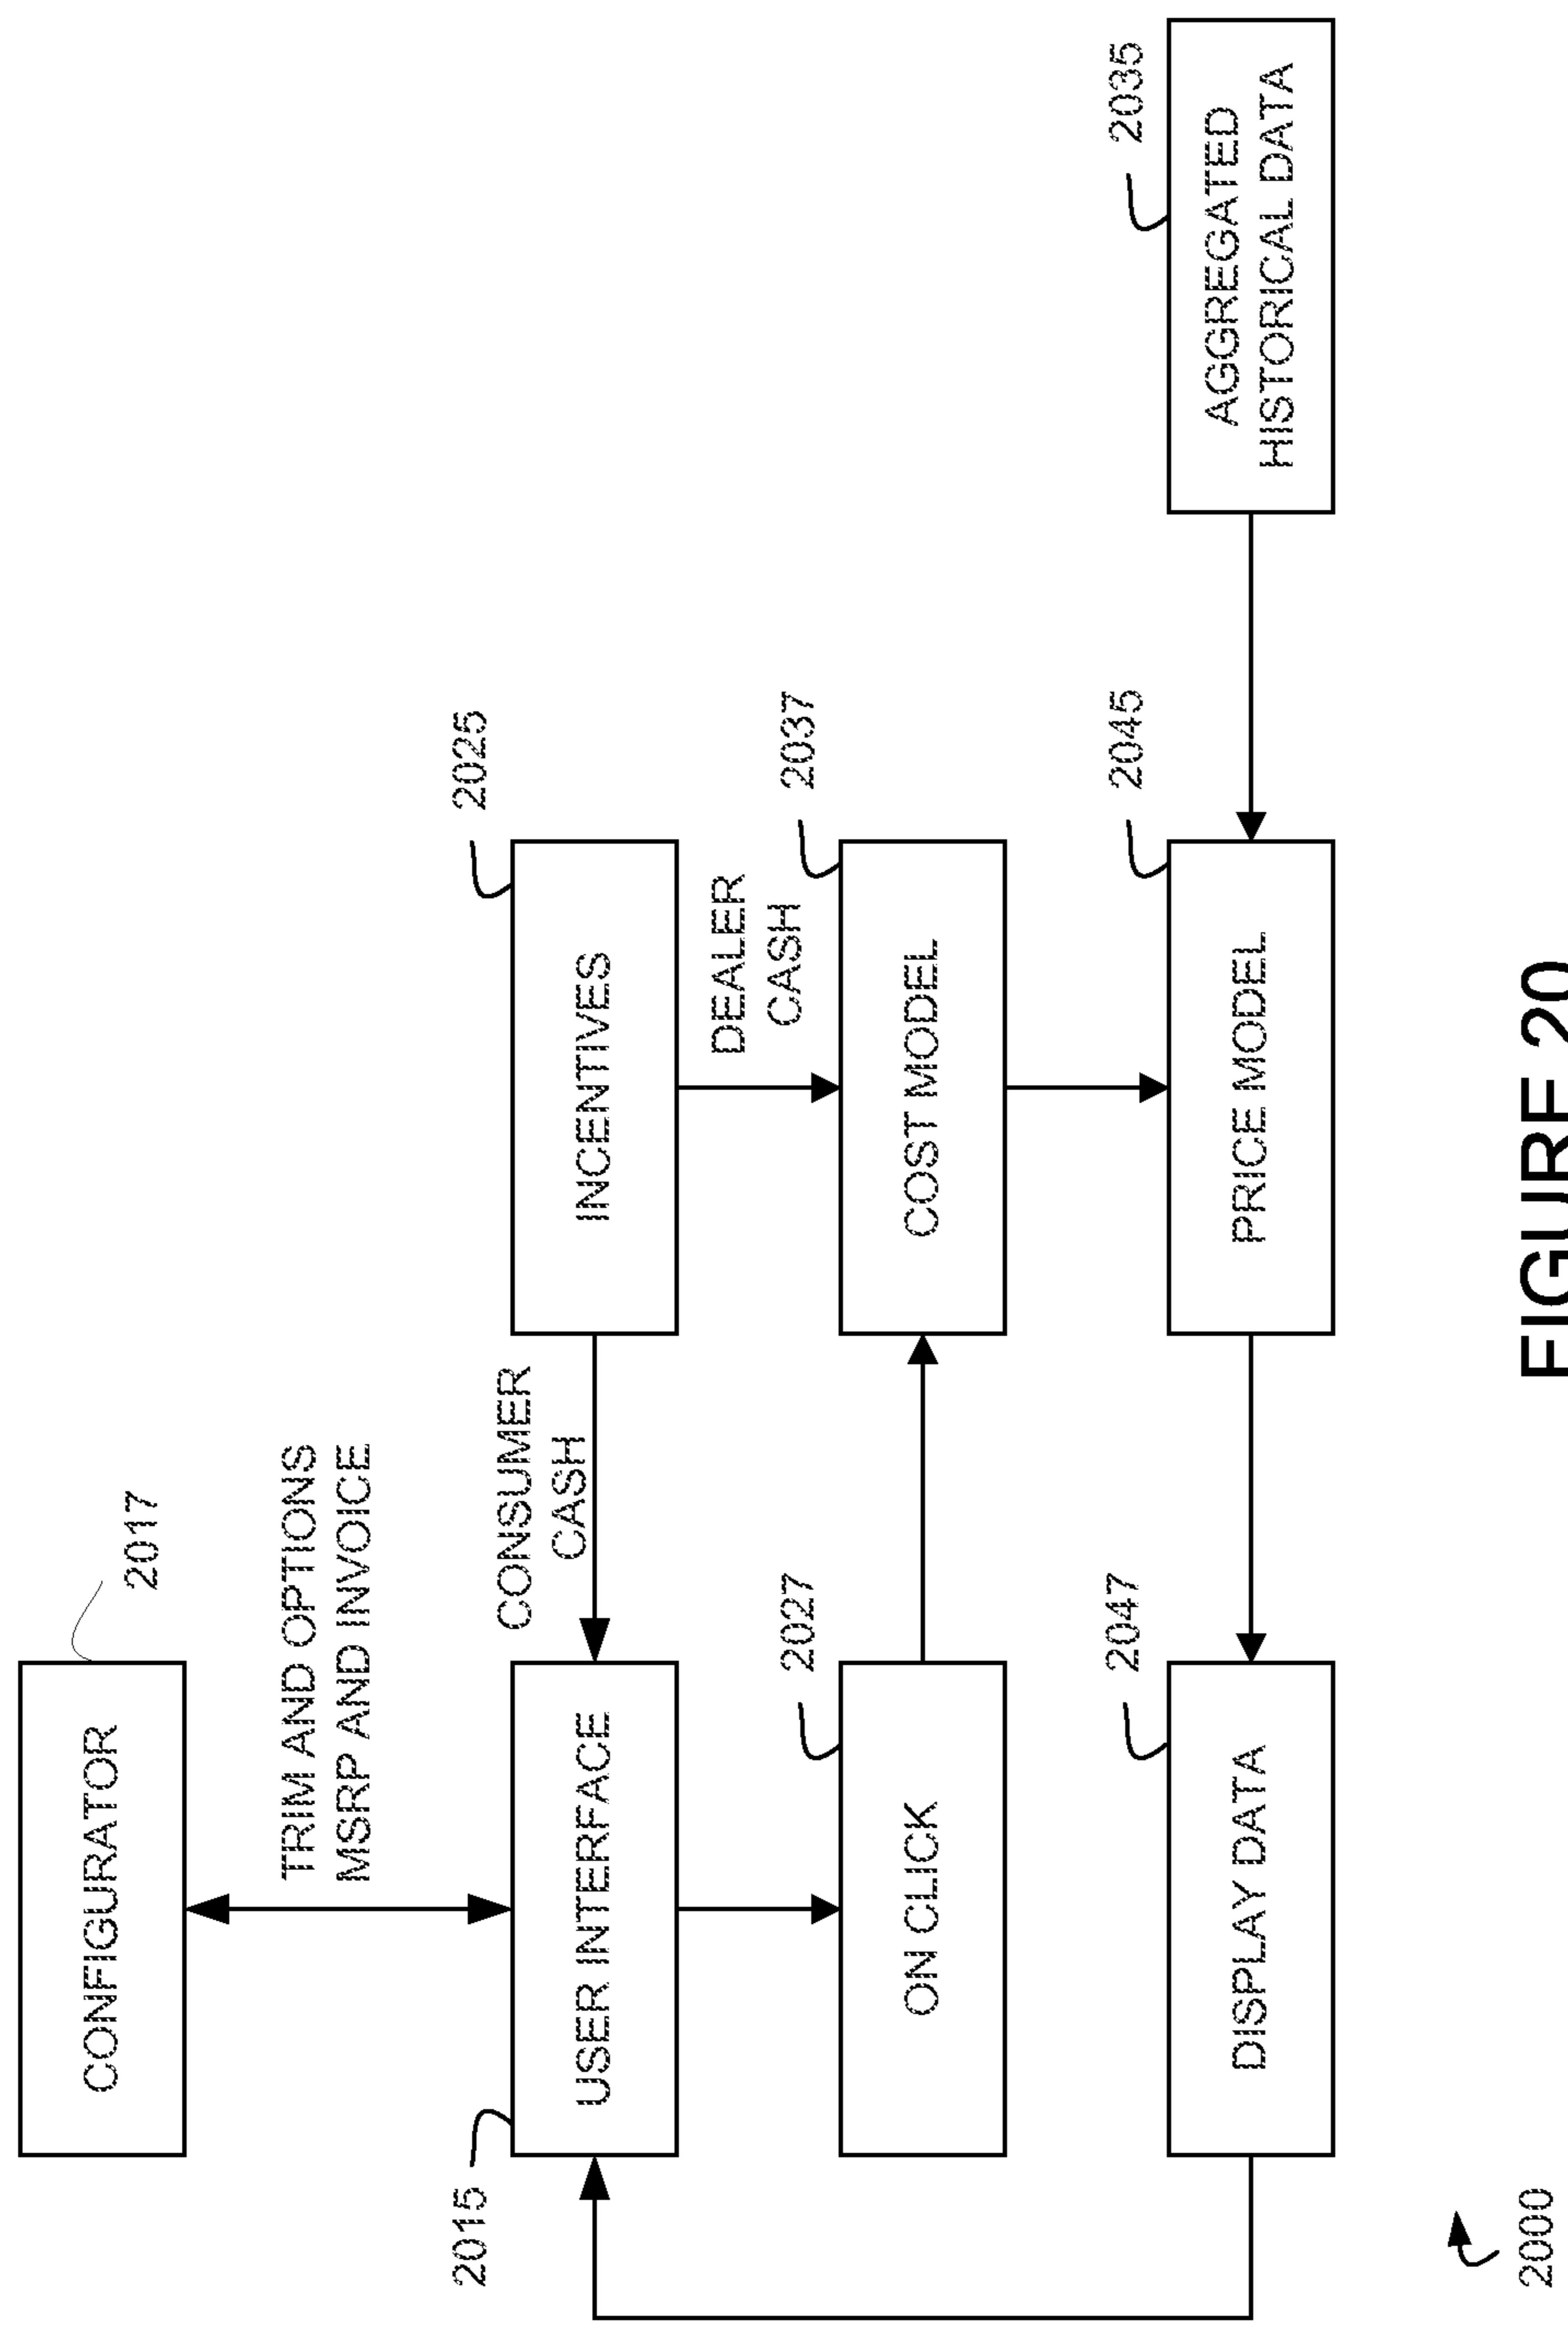 CONFIGURATOR
2017
TRIM AND OPTIONS
MSRP AND INVOICE
2015
USER INTERFACE
CONSUMER
CASH
INCENTIVES
2025
DEALER
CASH
ON CLICK
2027
COST MODEL
2037
DISPLAY DATA
2047
PRICE MODEL
2045
AGGREGATED
HISTORICAL DATA
2035
2000
FIGURE 20